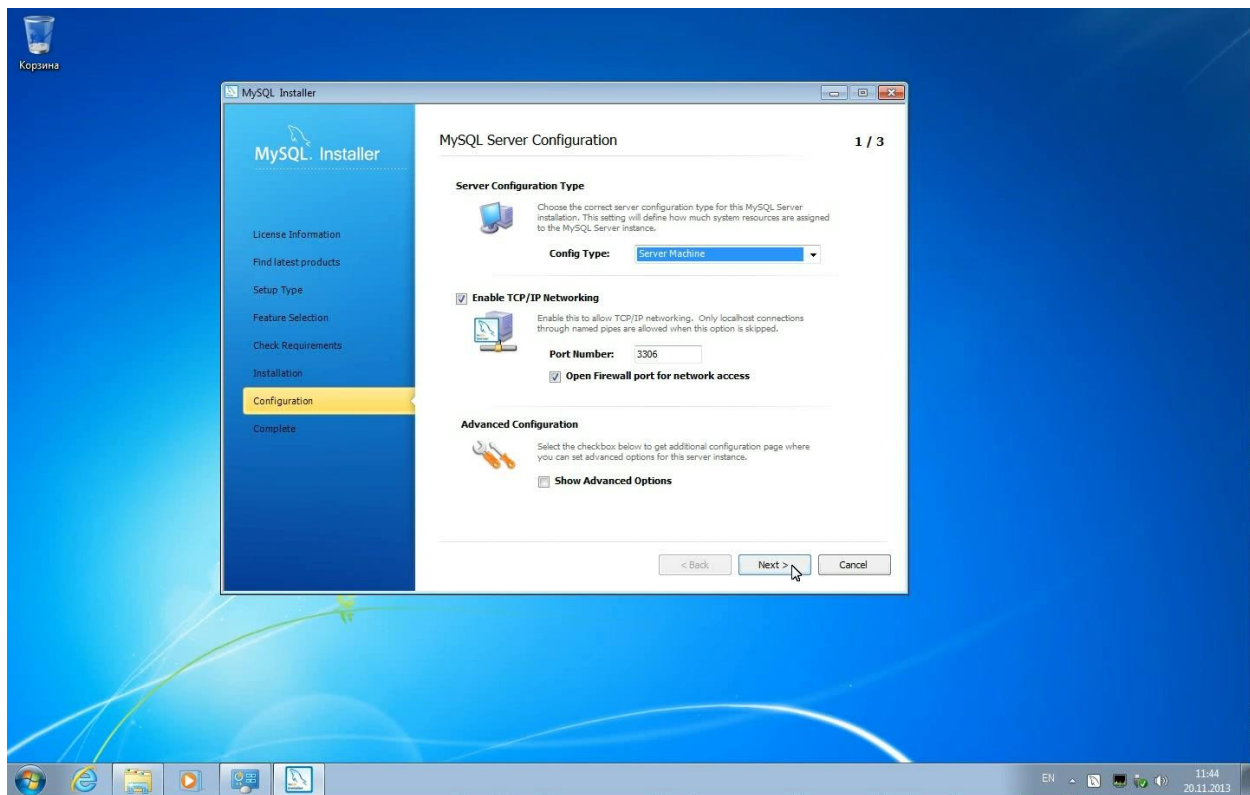 Корзина
MySQL Installer
MySQL. Installer
License Information
Find latest products
Setup Type
Feature Selection
Check Requirements
Installation
Configuration
Complete
MySQL Server Configuration
1 / 3
Server Configuration Type
Choose the correct server configuration type for this MySQL Server
installation. This setting will define how much system resources are assigned
to the MySQL Server instance.
Config Type: Server Machine
Enable TCP/IP Networking
Enable this to allow TCP/IP networking. Only localhost connections
through named pipes are allowed when this option is skipped.
Port Number: 3306
Open Firewall port for network access
Advanced Configuration
Select the checkbox below to get additional configuration page where
you can set advanced options for this server instance.
Show Advanced Options
< Back Next > Cancel
EN
11:44
20.11.2013